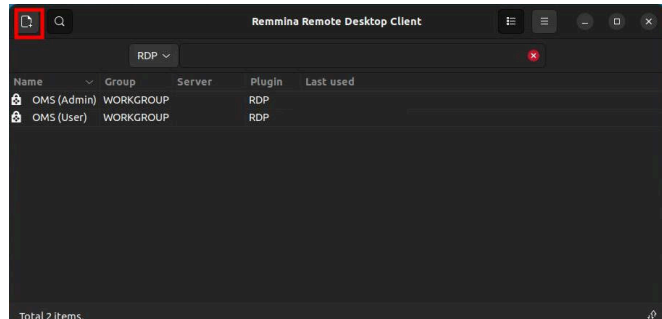 Remmina Remote Desktop Client
RDP
Name Group Server Plugin Last used
OMS (Admin) WORKGROUP RDP
OMS (User) WORKGROUP RDP
Total 2 items.